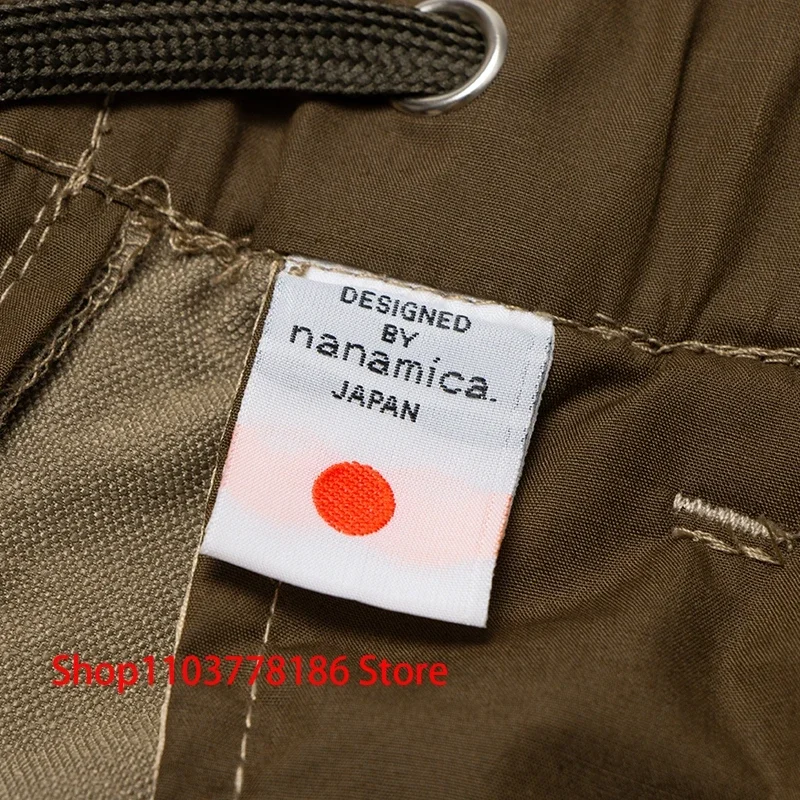 DESIGNED
BY
nanamica.
JAPAN
Shop1103778186 Store